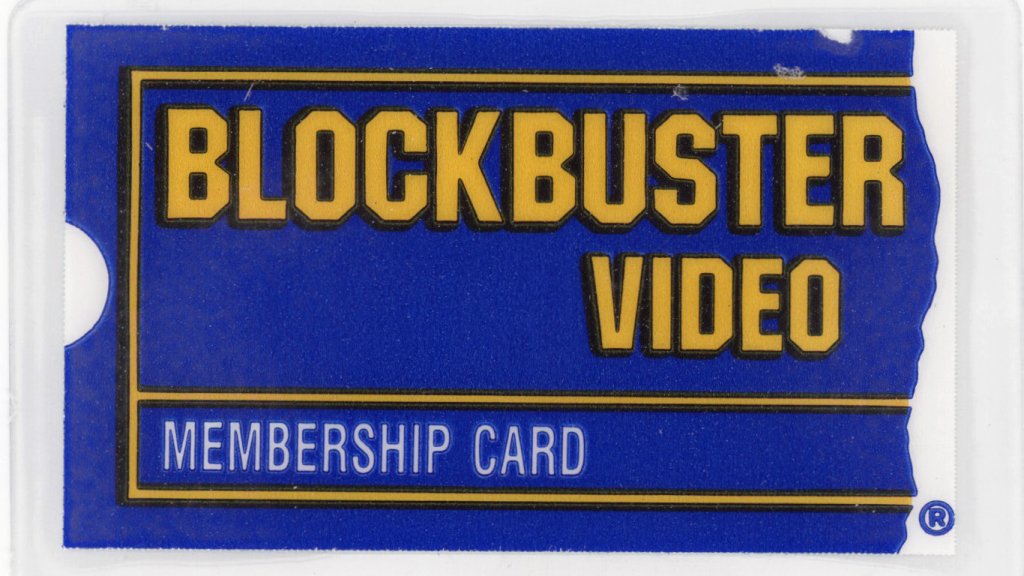 BLOCKBUSTER
VIDEO
MEMBERSHIP CARD
®